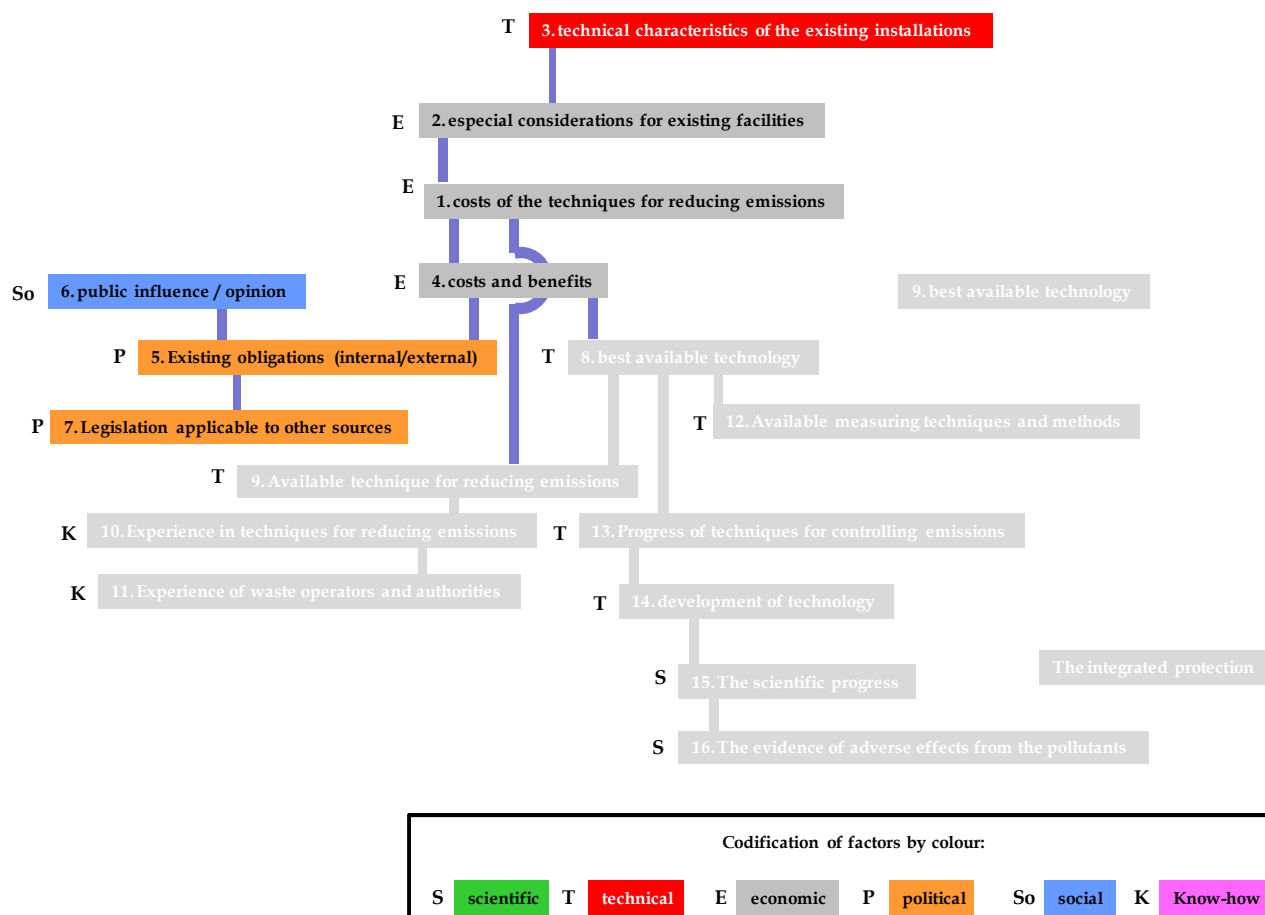 T 3. technical characteristics of the existing installations
E 2. especial considerations for existing facilities
E 1. costs of the techniques for reducing emissions
E 4. costs and benefits
So 6. public influence / opinion
9. best available technology
P 5. Existing obligations (internal/external)
T 8. best available technology
P 7. Legislation applicable to other sources
T 12. Available measuring techniques and methods
T 9. Available technique for reducing emissions
K 10. Experience in techniques for reducing emissions
T 13. Progress of techniques for controlling emissions
K 11. Experience of waste operators and authorities
T 14. development of technology
S 15. The scientific progress
The integrated protection
S 16. The evidence of adverse effects from the pollutants
Codification of factors by colour:
S scientific T technical E economic P political So social K Know-how